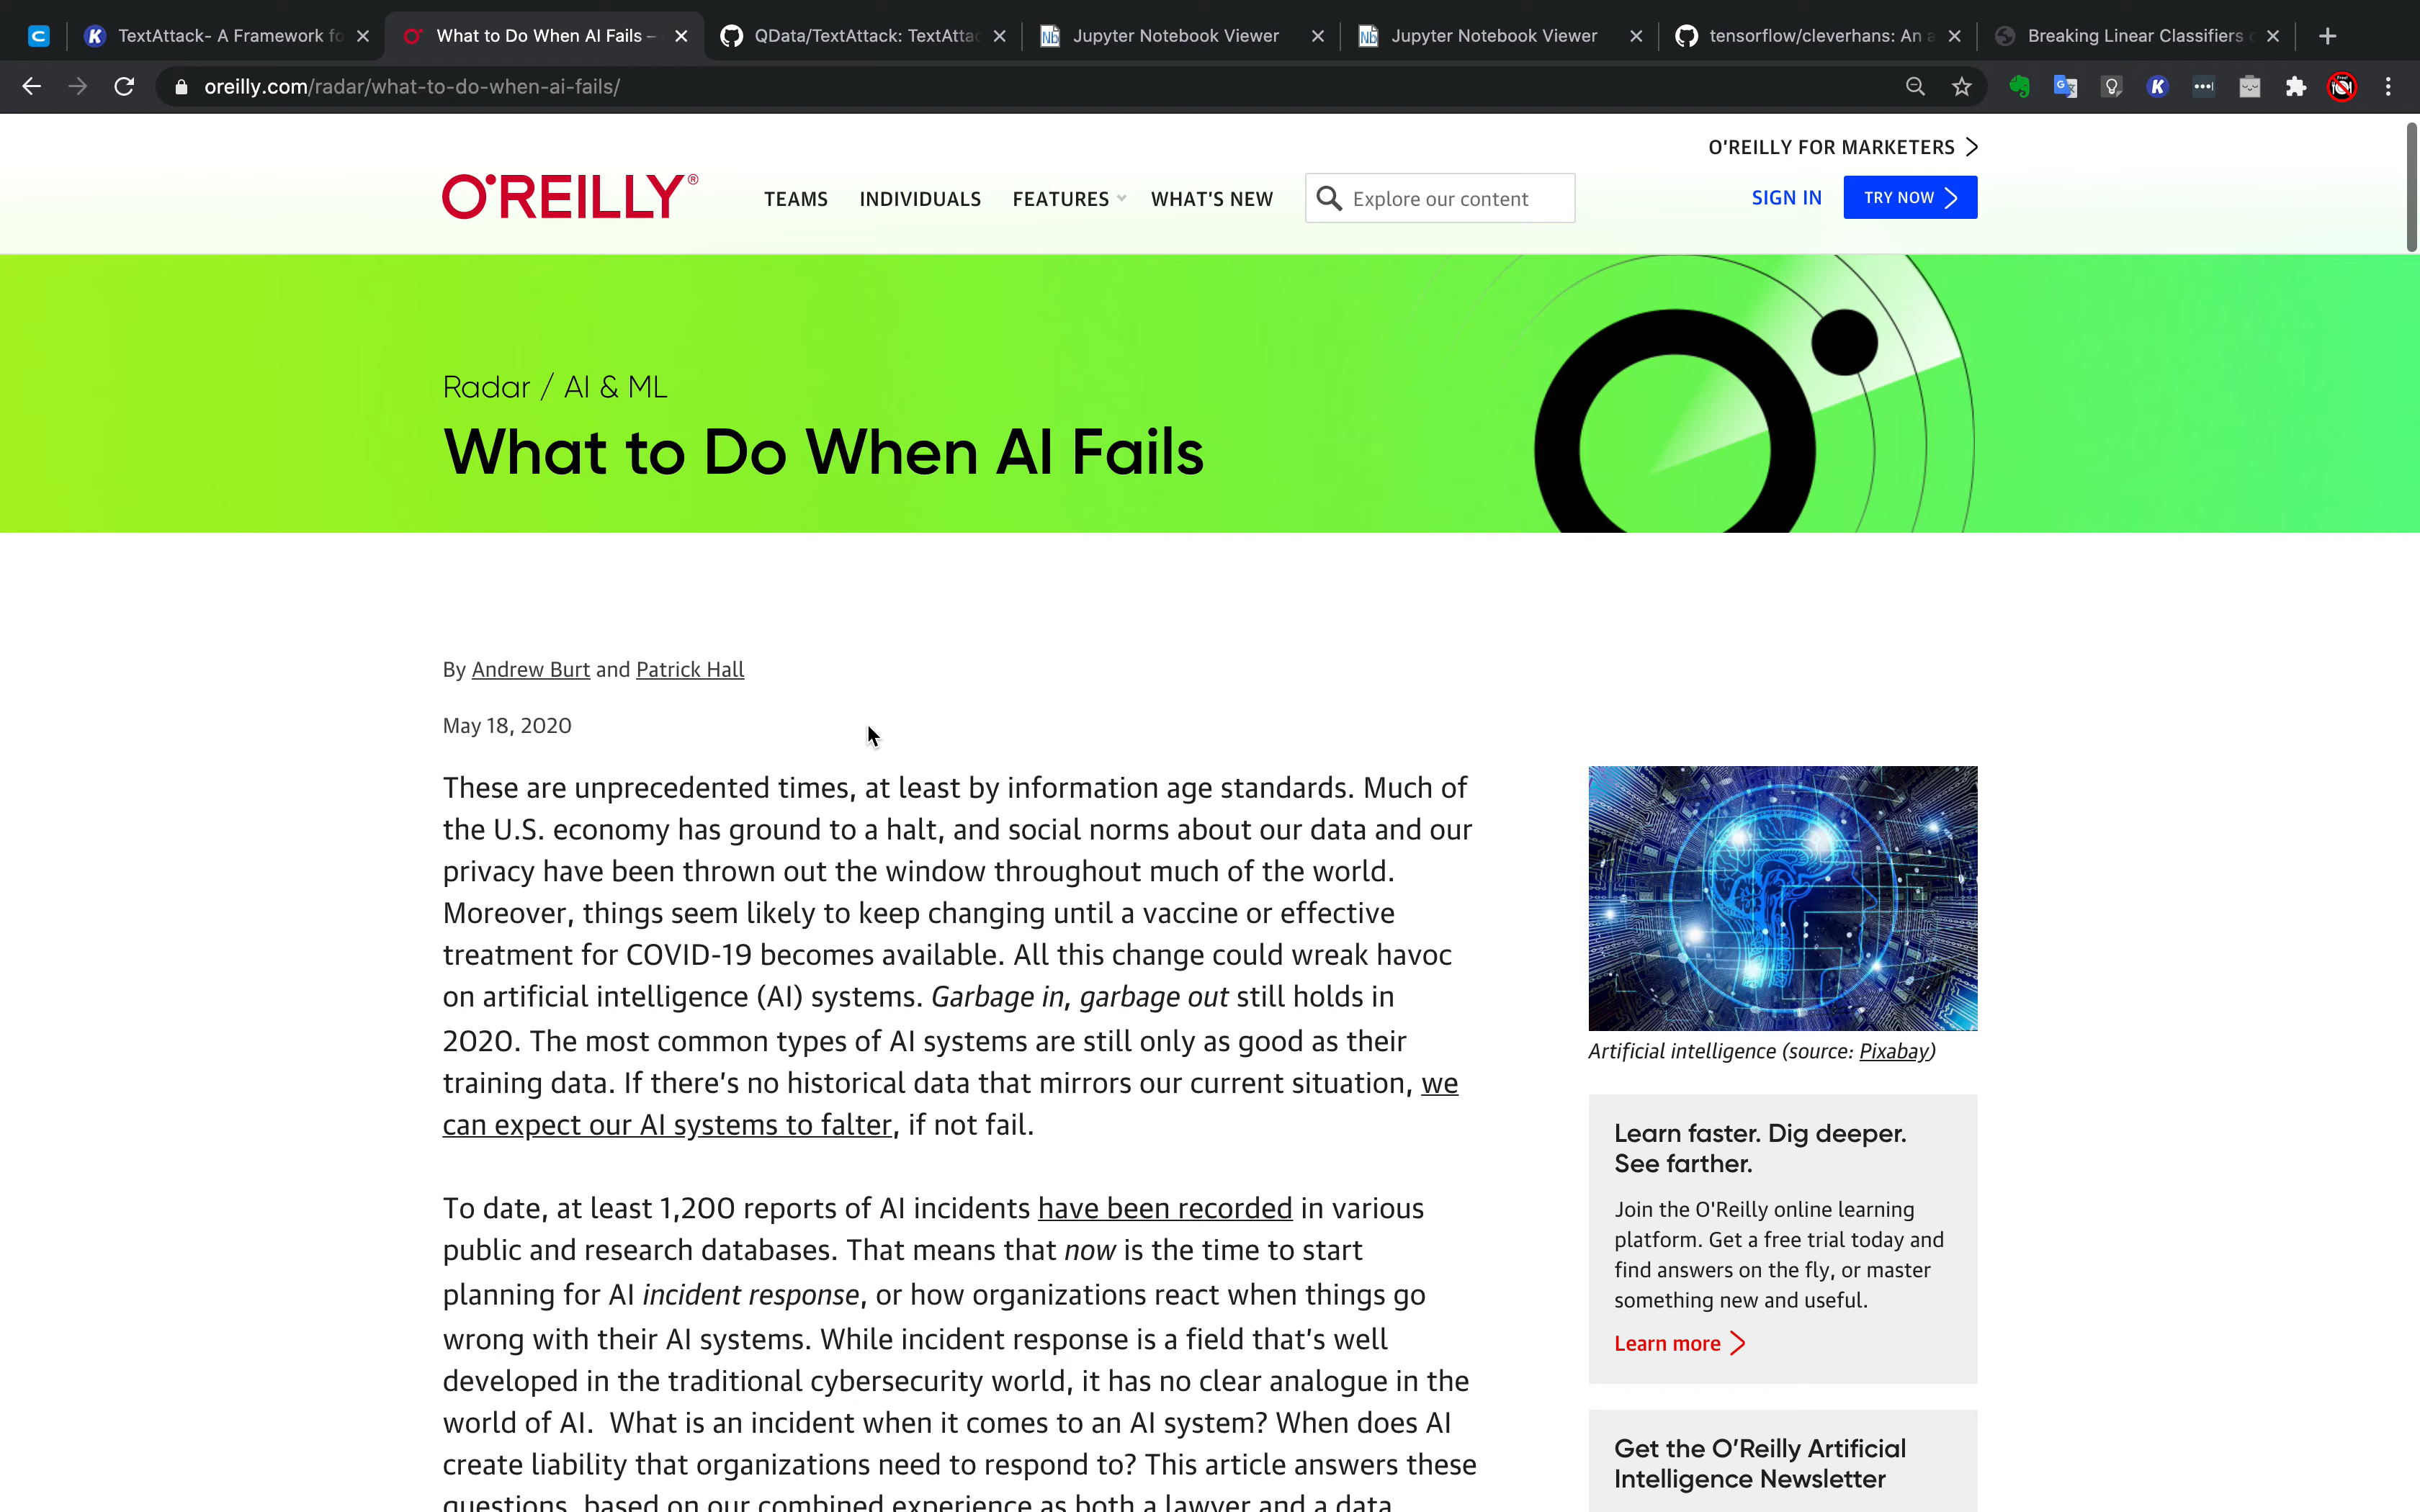 TextAttack- A Framework fo
What to Do When AI Fails –
QData/TextAttack: TextAttac
Jupyter Notebook Viewer
Jupyter Notebook Viewer
tensorflow/cleverhans: An a
Breaking Linear Classifiers o
oreilly.com/radar/what-to-do-when-ai-fails/
O'REILLY FOR MARKETERS
O'REILLY®
TEAMS
INDIVIDUALS
FEATURES
WHAT'S NEW
Explore our content
SIGN IN
TRY NOW
Radar / AI & ML
What to Do When AI Fails
By Andrew Burt and Patrick Hall
May 18, 2020
These are unprecedented times, at least by information age standards. Much of
the U.S. economy has ground to a halt, and social norms about our data and our
privacy have been thrown out the window throughout much of the world.
Moreover, things seem likely to keep changing until a vaccine or effective
treatment for COVID-19 becomes available. All this change could wreak havoc
on artificial intelligence (AI) systems. Garbage in, garbage out still holds in
2020. The most common types of AI systems are still only as good as their
training data. If there's no historical data that mirrors our current situation, we
can expect our AI systems to falter, if not fail.
To date, at least 1,200 reports of AI incidents have been recorded in various
public and research databases. That means that now is the time to start
planning for AI incident response, or how organizations react when things go
wrong with their AI systems. While incident response is a field that's well
developed in the traditional cybersecurity world, it has no clear analogue in the
world of AI.  What is an incident when it comes to an AI system? When does AI
create liability that organizations need to respond to? This article answers these
questions, based on our combined experience as both a lawyer and a data
Artificial intelligence (source: Pixabay)
Learn faster. Dig deeper.
See farther.
Join the O'Reilly online learning
platform. Get a free trial today and
find answers on the fly, or master
something new and useful.
Learn more
Get the O'Reilly Artificial
Intelligence Newsletter